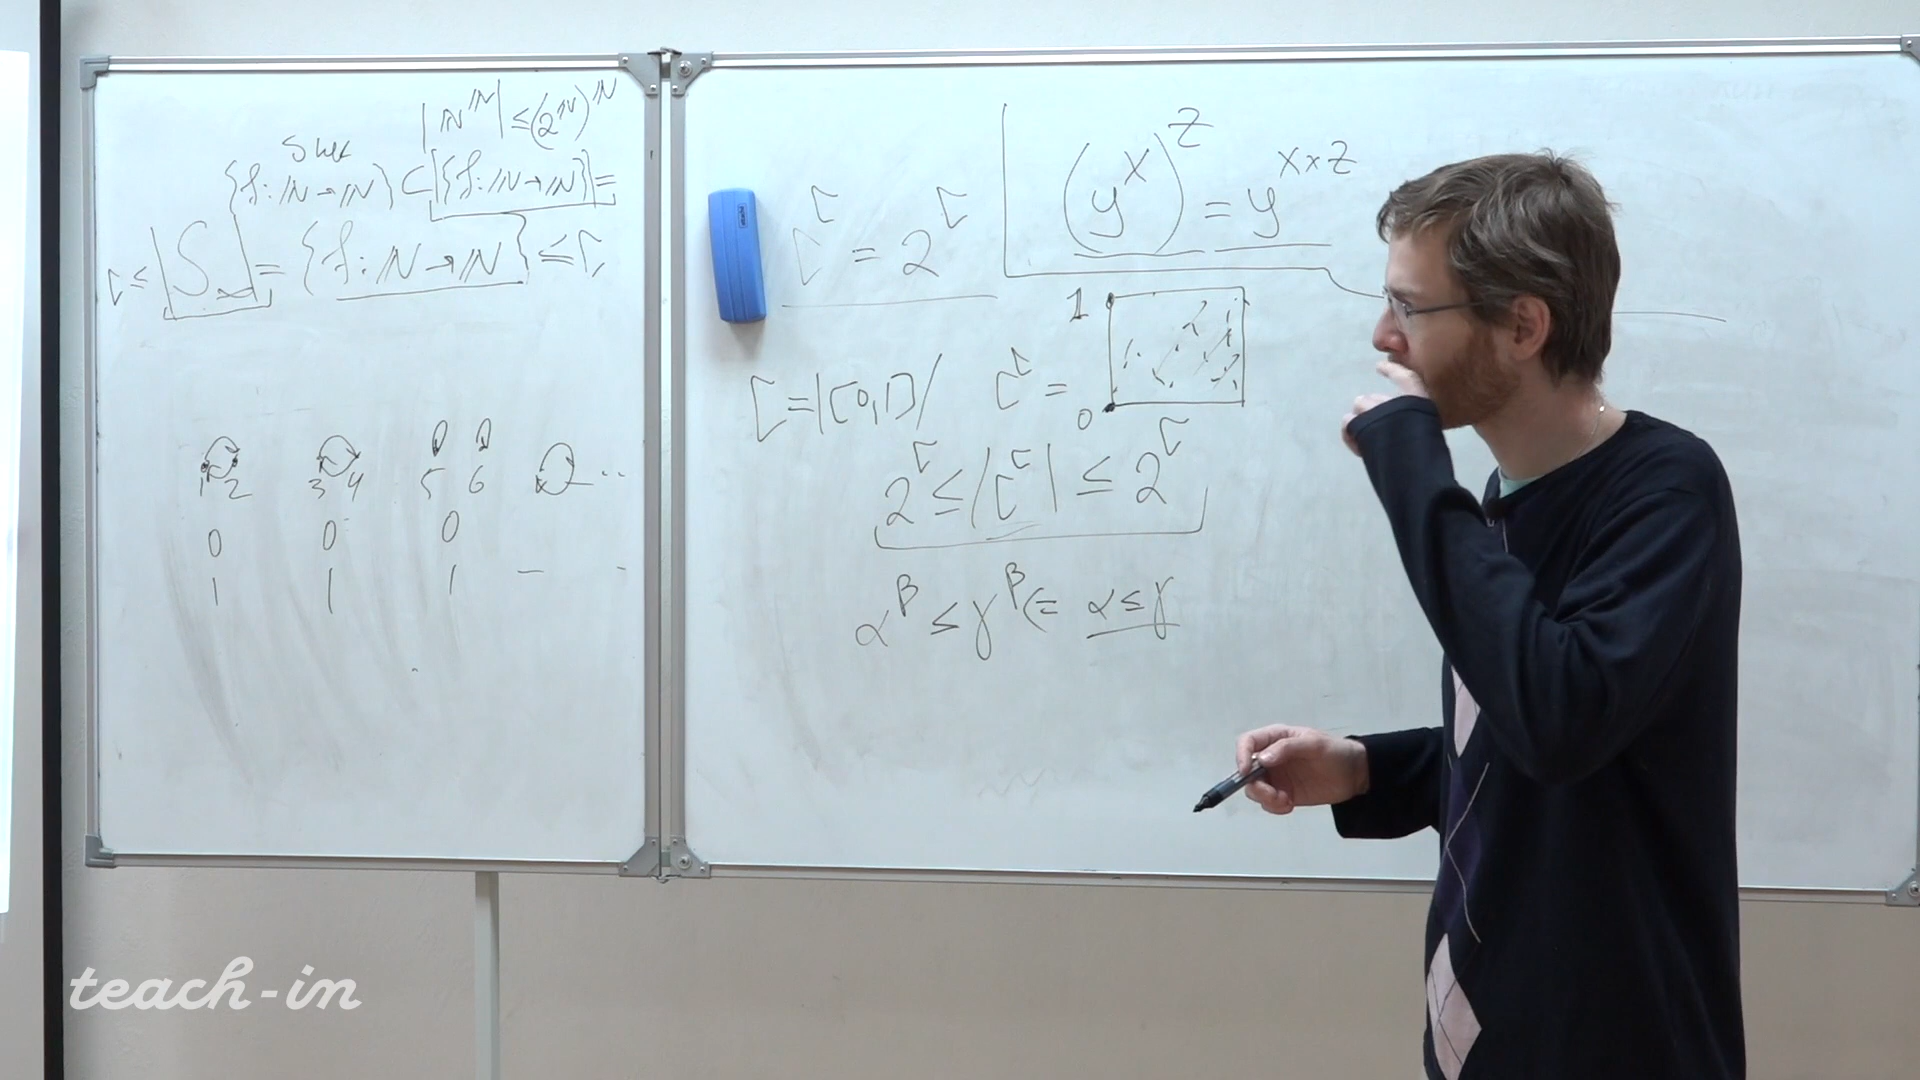 |ℕ^ℕ| ≤ (2^ℕ)^ℕ
{f: ℕ → ℕ} ⊂ |{f: ℕ → ℕ}| =
C ≤ |S_∞| = {f: ℕ → ℕ} ≤ C
1 2 3 4 5 6 ...
0 0 0
1 1 1 — -
C^C = 2^C
(y^X)^Z = y^{X×Z}
C = |[0,1]| C^C =
1
0
2^C ≤ |C^C| ≤ 2^C
α^β ≤ γ^β ⇐ α ≤ γ
teach-in